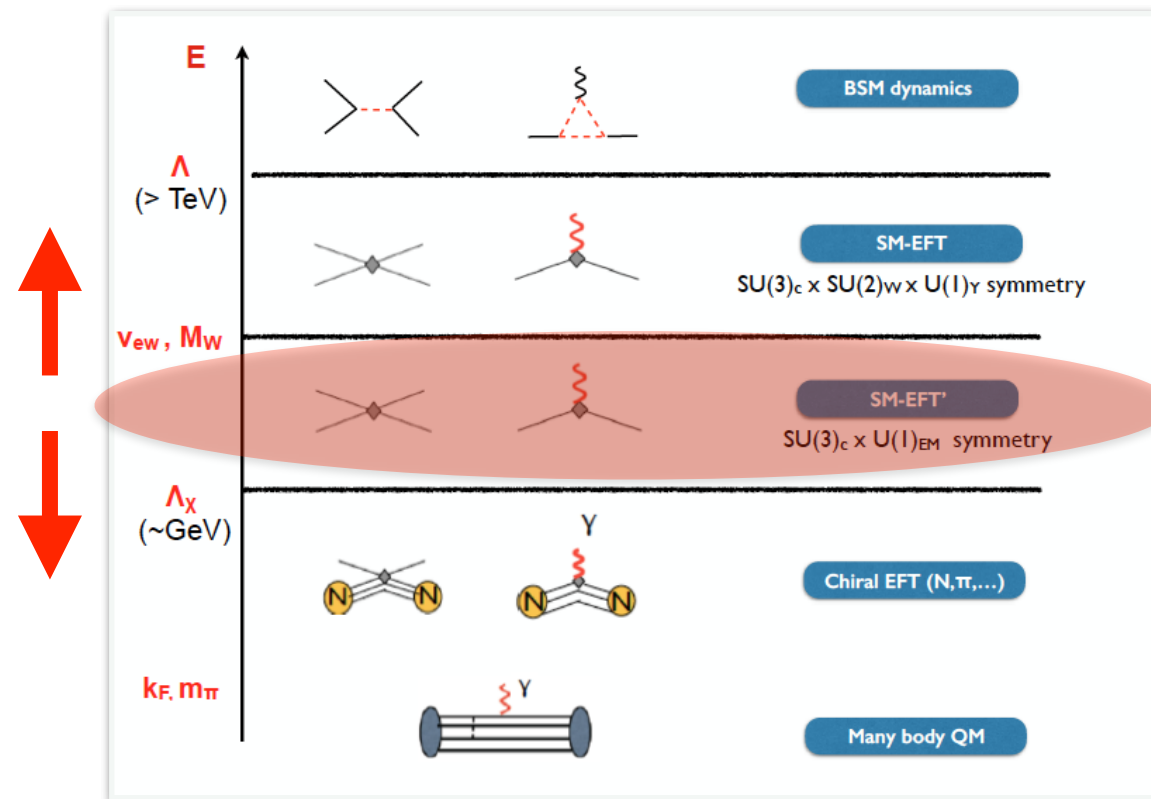 E
BSM dynamics
Λ
(> TeV)
SM-EFT
SU(3)c x SU(2)W x U(1)Y symmetry
vew , MW
SM-EFT’
SU(3)c x U(1)EM symmetry
Λχ
(~GeV)
γ
N N N N
Chiral EFT (N,π,...)
kF, mπ
γ
Many body QM